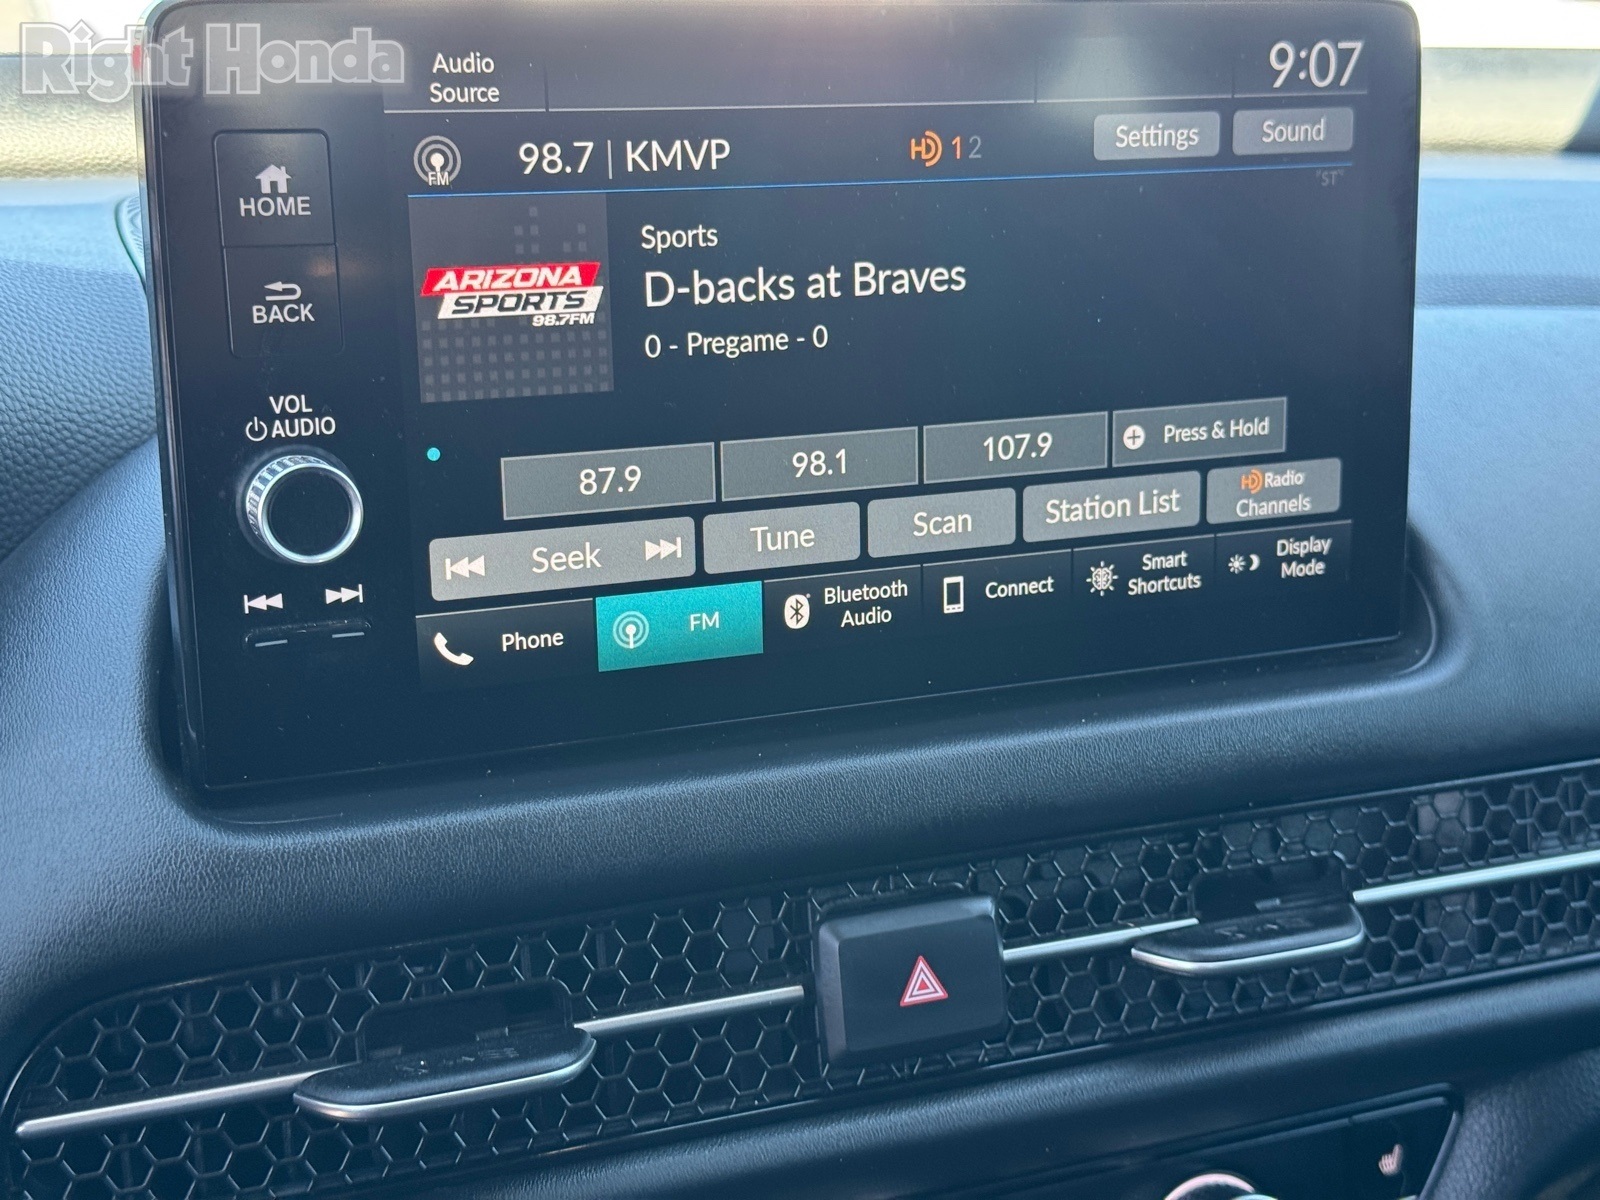 Right Honda
Audio
Source
9:07
FM
98.7 | KMVP
HD 1 2
Settings
Sound
"ST"
HOME
BACK
VOL
AUDIO
ARIZONA
SPORTS
98.7FM
Sports
D-backs at Braves
0 - Pregame - 0
87.9
98.1
107.9
+ Press & Hold
Seek
Tune
Scan
Station List
HD Radio
Channels
Phone
FM
Bluetooth
Audio
Connect
Smart
Shortcuts
Display
Mode